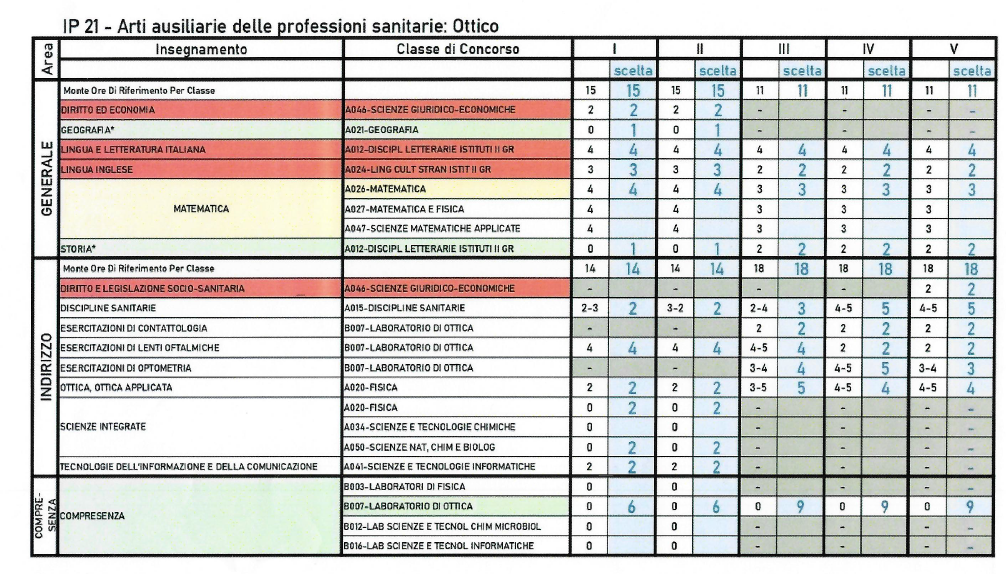 IP 21 - Arti ausiliarie delle professioni sanitarie: Ottico
Area Insegnamento Classe di Concorso I II III IV V
scelta scelta scelta scelta scelta
GENERALE
Monte Ore Di Riferimento Per Classe 15 15 15 15 11 11 11 11 11 11
DIRITTO ED ECONOMIA A046-SCIENZE GIURIDICO-ECONOMICHE 2 2 2 2 - - - - - -
GEOGRAFIA* A021-GEOGRAFIA 0 1 0 1 - - - - - -
LINGUA E LETTERATURA ITALIANA A012-DISCIPL LETTERARIE ISTITUTI II GR 4 4 4 4 4 4 4 4 4 4
LINGUA INGLESE A024-LING CULT STRAN ISTIT II GR 3 3 3 3 2 2 2 2 2 2
MATEMATICA A026-MATEMATICA 4 4 4 4 3 3 3 3 3 3
A027-MATEMATICA E FISICA 4 4 3 3 3
A047-SCIENZE MATEMATICHE APPLICATE 4 4 3 3 3
STORIA* A012-DISCIPL LETTERARIE ISTITUTI II GR 0 1 0 1 2 2 2 2 2 2
INDIRIZZO
Monte Ore Di Riferimento Per Classe 14 14 14 14 18 18 18 18 18 18
DIRITTO E LEGISLAZIONE SOCIO-SANITARIA A046-SCIENZE GIURIDICO-ECONOMICHE - - - - 2 2
DISCIPLINE SANITARIE A015-DISCIPLINE SANITARIE 2-3 2 3-2 2 2-4 3 4-5 5 4-5 5
ESERCITAZIONI DI CONTATTOLOGIA B007-LABORATORIO DI OTTICA - - 2 2 2 2 2 2
ESERCITAZIONI DI LENTI OFTALMICHE B007-LABORATORIO DI OTTICA 4 4 4 4 4-5 4 2 2 2 2
ESERCITAZIONI DI OPTOMETRIA B007-LABORATORIO DI OTTICA - - 3-4 4 4-5 5 3-4 3
OTTICA, OTTICA APPLICATA A020-FISICA 2 2 2 2 3-5 5 4-5 4 4-5 4
SCIENZE INTEGRATE A020-FISICA 0 2 0 2 - - - -
A034-SCIENZE E TECNOLOGIE CHIMICHE 0 0 - - - -
A050-SCIENZE NAT, CHIM E BIOLOG 0 2 0 2 - - - -
TECNOLOGIE DELL'INFORMAZIONE E DELLA COMUNICAZIONE A041-SCIENZE E TECNOLOGIE INFORMATICHE 2 2 2 2 - - - -
COMPRE-
SENZA
COMPRESENZA B003-LABORATORI DI FISICA 0 0 - - - -
B007-LABORATORIO DI OTTICA 0 6 0 6 0 9 0 9 0 9
B012-LAB SCIENZE E TECNOL CHIM MICROBIOL 0 0 - - - -
B016-LAB SCIENZE E TECNOL INFORMATICHE 0 0 - - - -